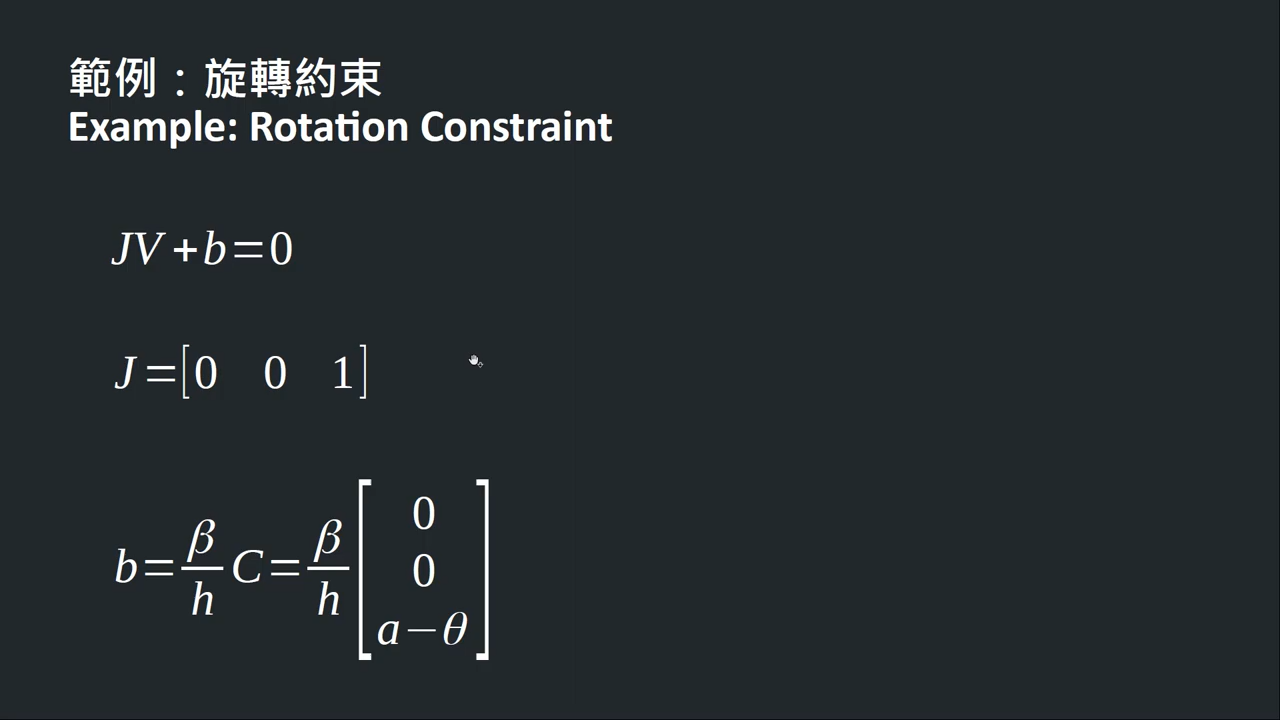 範例：旋轉約束
Example: Rotation Constraint
JV+b=0
J=[0 0 1]
b=β/h C=β/h [0 0 a−θ]